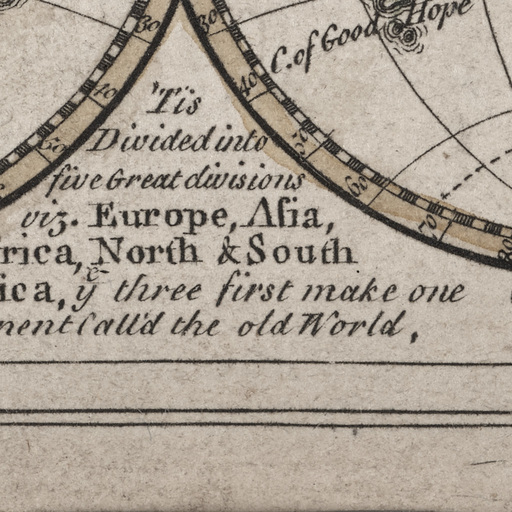 C. of Good Hope
30
30
40
40
50
50
60
70
80
'Tis
Divided into
five Great divisions
viz. Europe, Aſia,
rica, North & South
ica, yͤ three first make one
nent Call'd the old World,